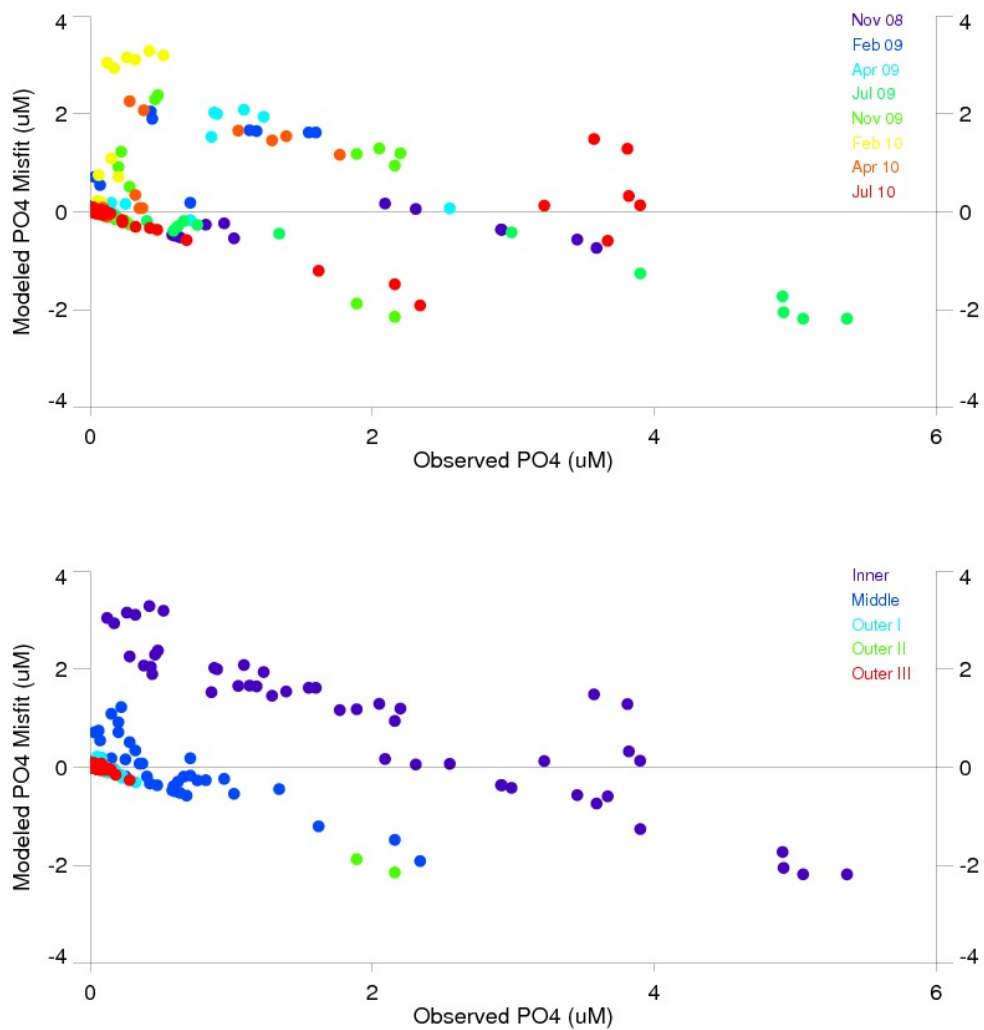 4 4 Nov 08
Feb 09
Apr 09
Jul 09
2 2 Nov 09
Feb 10
Apr 10
Jul 10
0 0
-2 -2
-4 -4
Modeled PO4 Misfit (uM)
0 2 4 6
Observed PO4 (uM)
4 4 Inner
Middle
Outer I
Outer II
2 2 Outer III
0 0
-2 -2
-4 -4
Modeled PO4 Misfit (uM)
0 2 4 6
Observed PO4 (uM)